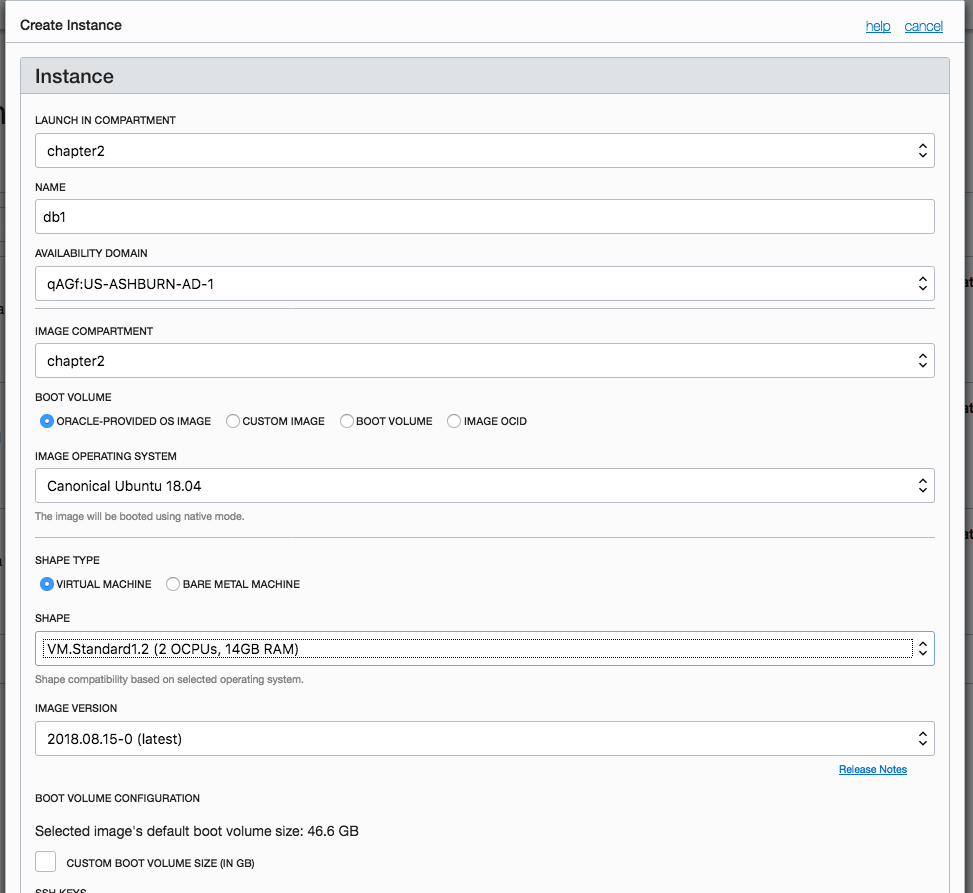 Create Instance help cancel
Instance
LAUNCH IN COMPARTMENT
chapter2
NAME
db1
AVAILABILITY DOMAIN
qAGf:US-ASHBURN-AD-1
IMAGE COMPARTMENT
chapter2
BOOT VOLUME
ORACLE-PROVIDED OS IMAGE CUSTOM IMAGE BOOT VOLUME IMAGE OCID
IMAGE OPERATING SYSTEM
Canonical Ubuntu 18.04
The image will be booted using native mode.
SHAPE TYPE
VIRTUAL MACHINE BARE METAL MACHINE
SHAPE
VM.Standard1.2 (2 OCPUs, 14GB RAM)
Shape compatibility based on selected operating system.
IMAGE VERSION
2018.08.15-0 (latest)
Release Notes
BOOT VOLUME CONFIGURATION
Selected image's default boot volume size: 46.6 GB
CUSTOM BOOT VOLUME SIZE (IN GB)
SSH KEYS